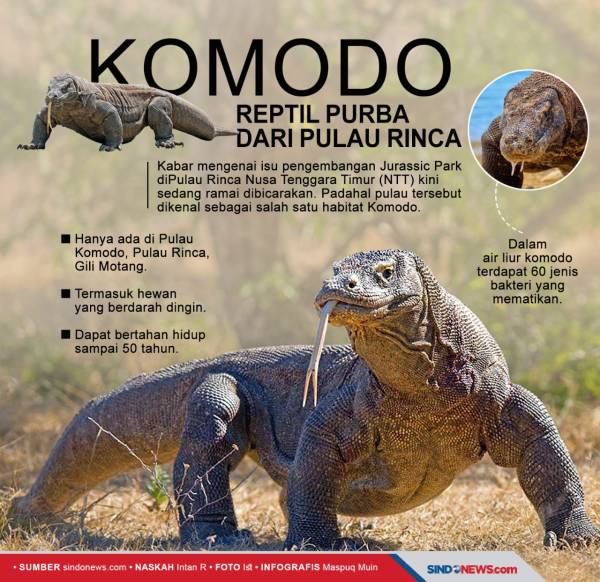 KOMODO
REPTIL PURBA
DARI PULAU RINCA
Kabar mengenai isu pengembangan Jurassic Park
diPulau Rinca Nusa Tenggara Timur (NTT) kini
sedang ramai dibicarakan. Padahal pulau tersebut
dikenal sebagai salah satu habitat Komodo.
■ Hanya ada di Pulau
Komodo, Pulau Rinca,
Gili Motang.
■ Termasuk hewan
yang berdarah dingin.
■ Dapat bertahan hidup
sampai 50 tahun.
Dalam
air liur komodo
terdapat 60 jenis
bakteri yang
mematikan.
• SUMBER sindonews.com • NASKAH Intan R • FOTO Ist • INFOGRAFIS Maspuq Muin
SINDONEWS.com